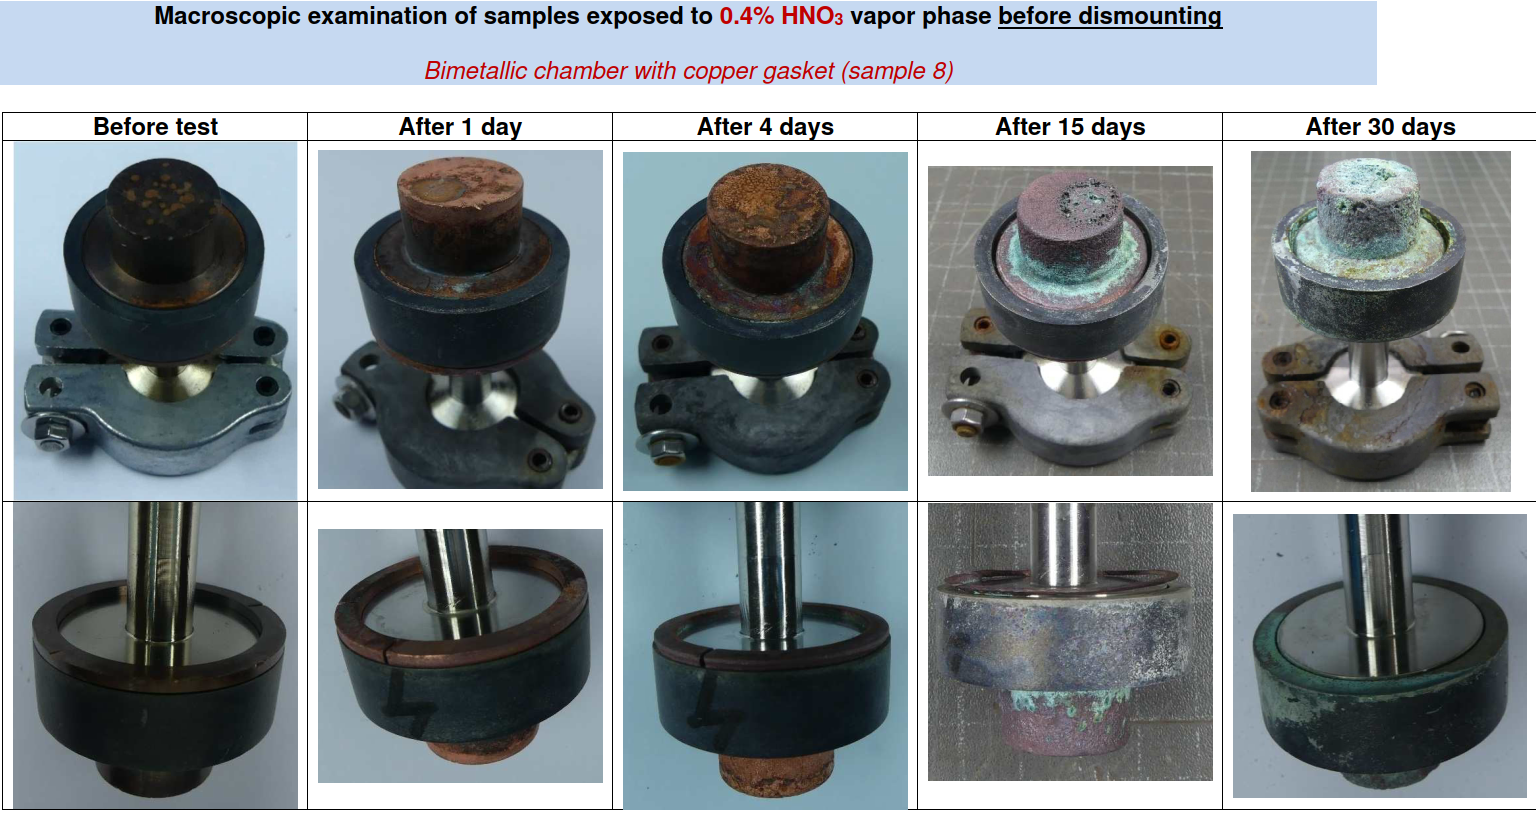 Macroscopic examination of samples exposed to 0.4% HNO₃ vapor phase before dismounting
Bimetallic chamber with copper gasket (sample 8)
Before test
After 1 day
After 4 days
After 15 days
After 30 days